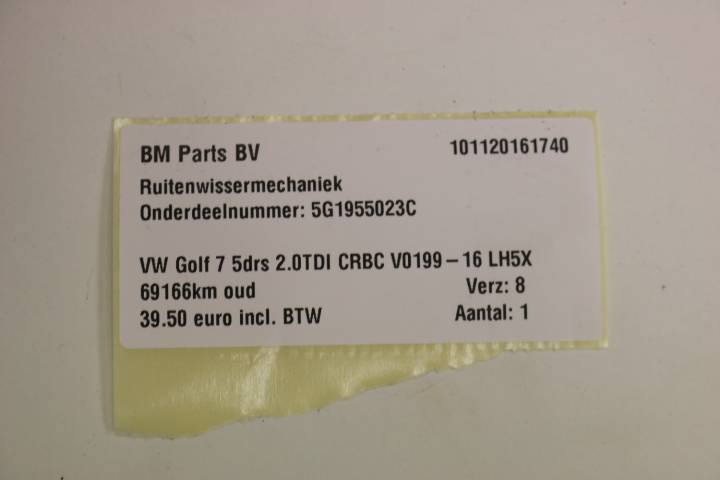 BM Parts BV 101120161740
Ruitenwissermechaniek
Onderdeelnummer: 5G1955023C
VW Golf 7 5drs 2.0TDI CRBC V0199-16 LH5X
69166km oud Verz: 8
39.50 euro incl. BTW Aantal: 1